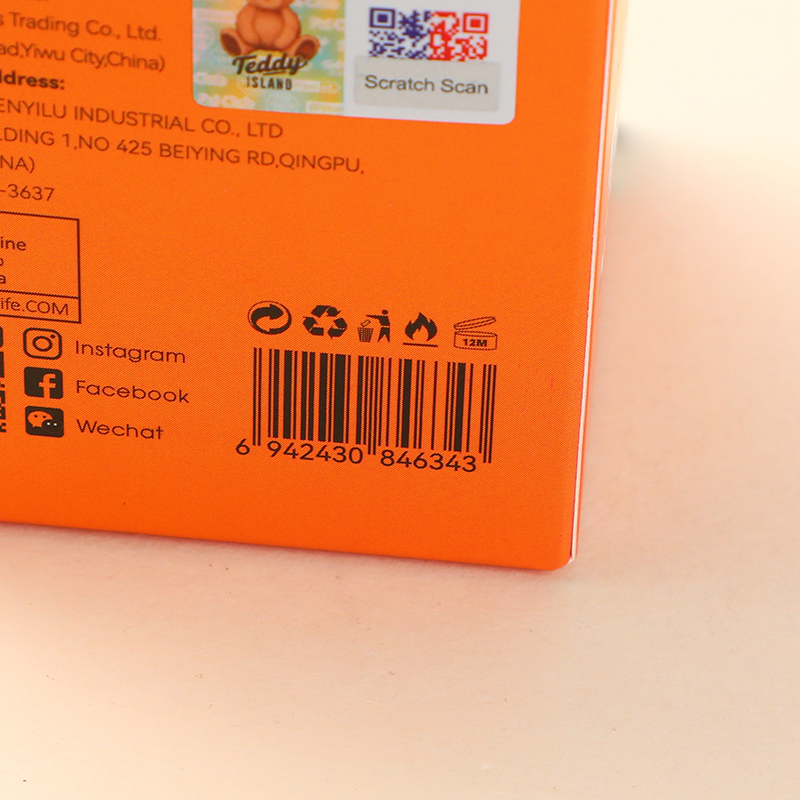 s Trading Co., Ltd.
ad,Yiwu City,China)
ddress:
ENYILU INDUSTRIAL CO., LTD
LDING 1,NO 425 BEIYING RD,QINGPU,
NA)
-3637
ine
a
ife.COM
Teddy
ISLAND
Scratch Scan
Instagram
Facebook
Wechat
12M
6 942430 846343